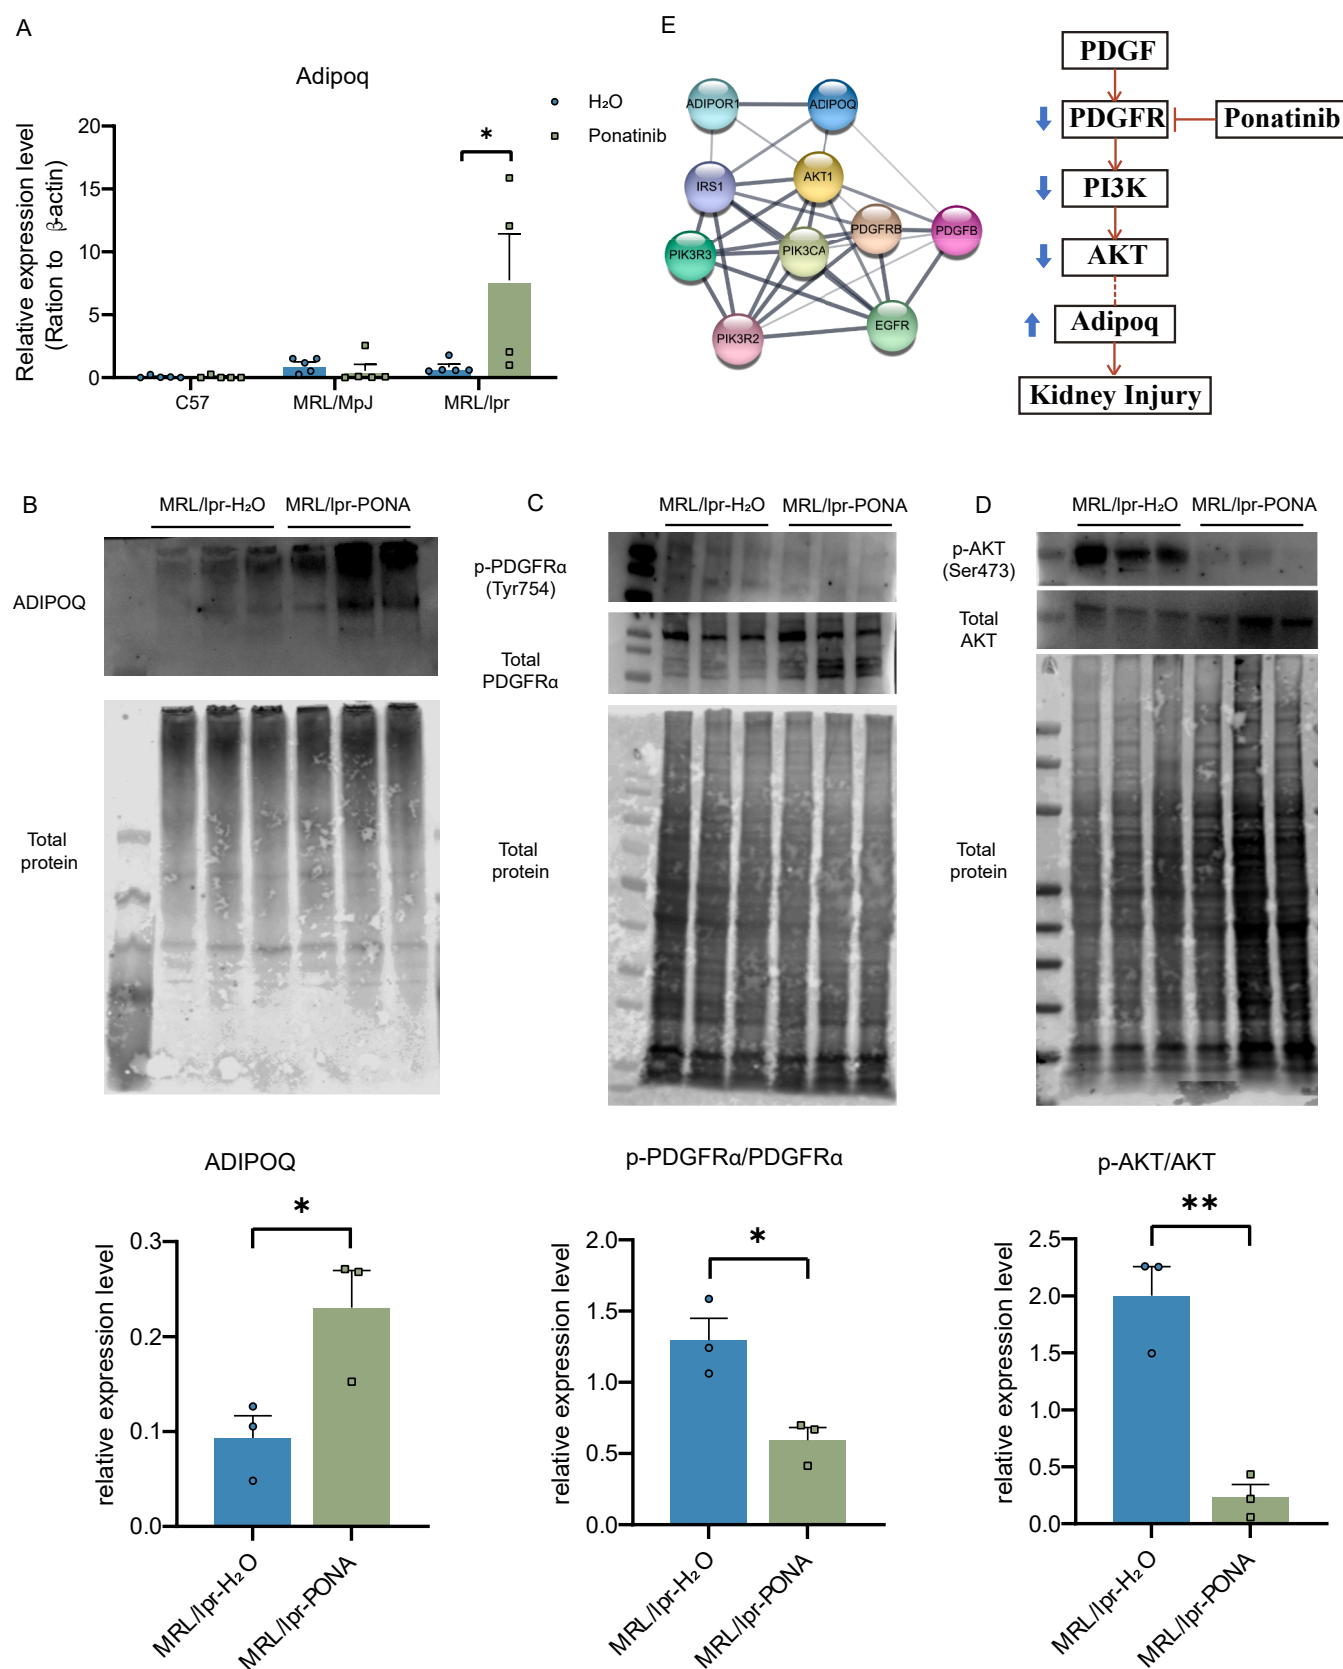 A
Adipoq
H₂O
Ponatinib
Relative expression level
(Ration to β-actin)
20
15
10
5
0
*
C57
MRL/MpJ
MRL/lpr
E
ADIPOR1
ADIPOQ
IRS1
AKT1
PDGFRB
PDGFB
PIK3R3
PIK3CA
PIK3R2
EGFR
PDGF
PDGFR
Ponatinib
PI3K
AKT
Adipoq
Kidney Injury
B
MRL/lpr-H₂O
MRL/lpr-PONA
ADIPOQ
Total
protein
C
MRL/lpr-H₂O
MRL/lpr-PONA
p-PDGFRα
(Tyr754)
Total
PDGFRα
Total
protein
D
MRL/lpr-H₂O
MRL/lpr-PONA
p-AKT
(Ser473)
Total
AKT
Total
protein
ADIPOQ
*
relative expression level
0.3
0.2
0.1
0.0
MRL/lpr-H₂O
MRL/lpr-PONA
p-PDGFRα/PDGFRα
*
relative expression level
2.0
1.5
1.0
0.5
0.0
MRL/lpr-H₂O
MRL/lpr-PONA
p-AKT/AKT
**
relative expression level
2.5
2.0
1.5
1.0
0.5
0.0
MRL/lpr-H₂O
MRL/lpr-PONA